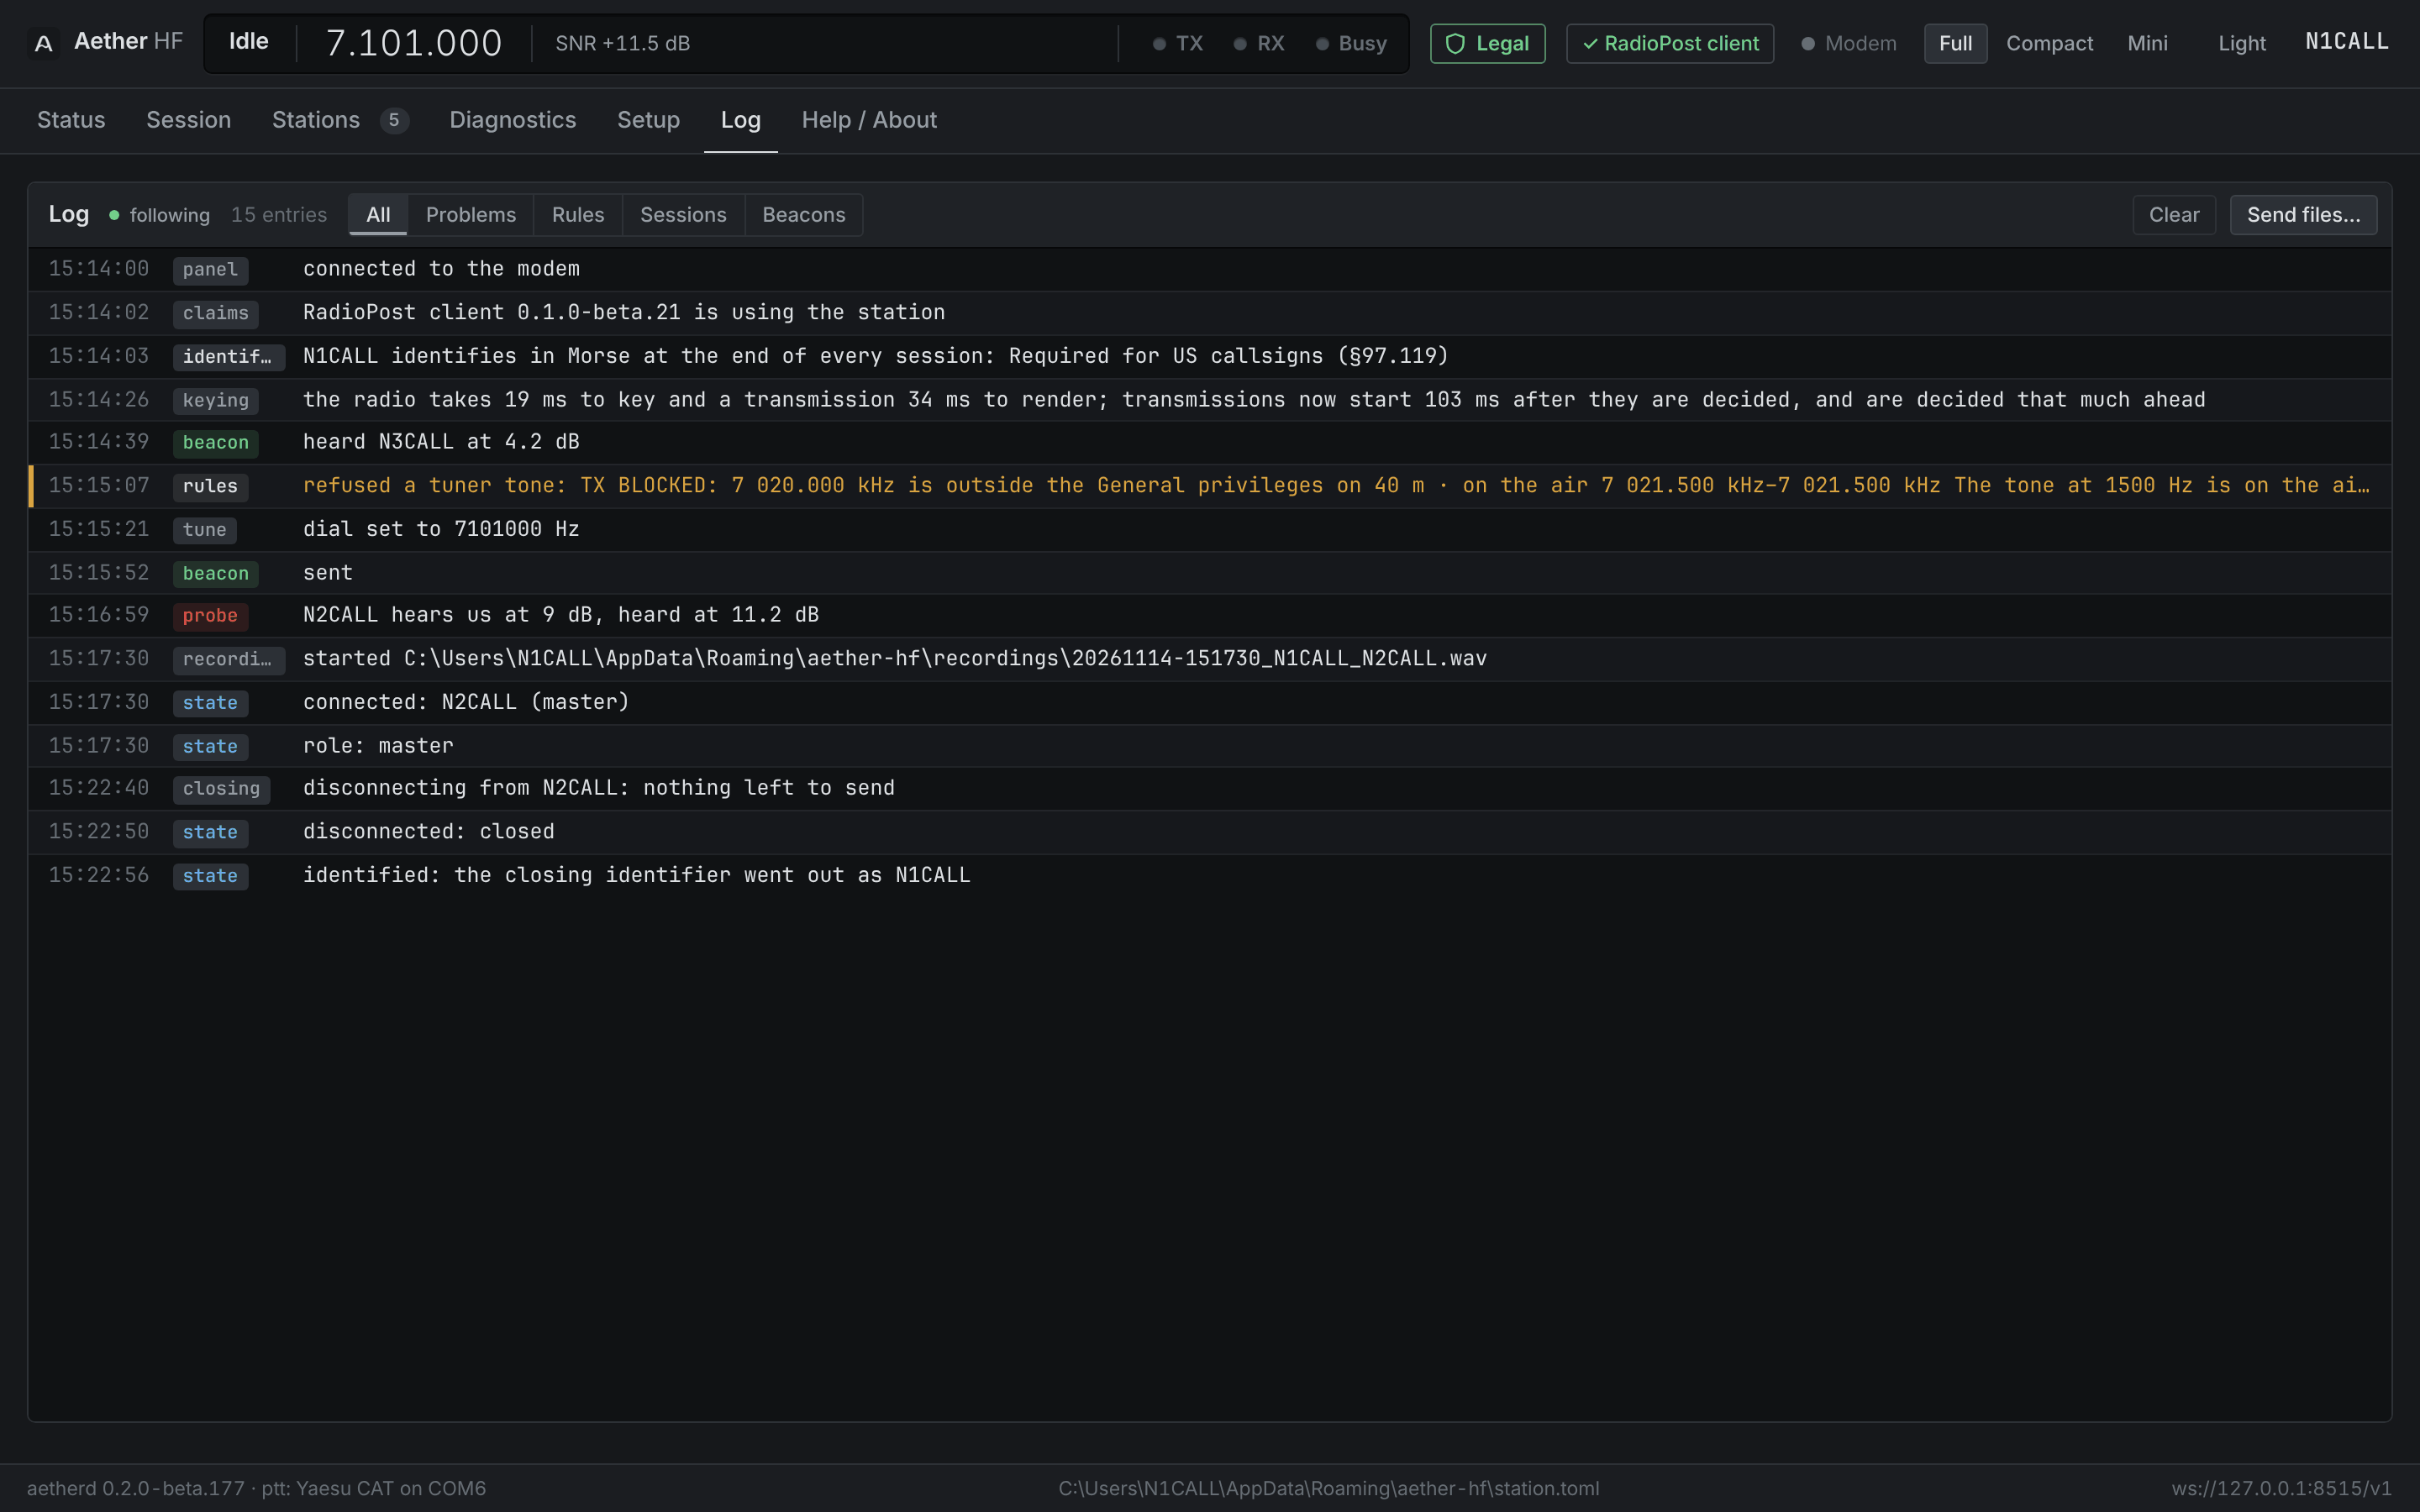 Aether HF Idle 7.101.000 SNR +11.5 dB TX RX Busy Legal ✓ RadioPost client Modem Full Compact Mini Light N1CALL
Status Session Stations 5 Diagnostics Setup Log Help / About
Log following 15 entries All Problems Rules Sessions Beacons Clear Send files...
15:14:00 panel connected to the modem
15:14:02 claims RadioPost client 0.1.0-beta.21 is using the station
15:14:03 identif… N1CALL identifies in Morse at the end of every session: Required for US callsigns (§97.119)
15:14:26 keying the radio takes 19 ms to key and a transmission 34 ms to render; transmissions now start 103 ms after they are decided, and are decided that much ahead
15:14:39 beacon heard N3CALL at 4.2 dB
15:15:07 rules refused a tuner tone: TX BLOCKED: 7 020.000 kHz is outside the General privileges on 40 m · on the air 7 021.500 kHz–7 021.500 kHz The tone at 1500 Hz is on the ai…
15:15:21 tune dial set to 7101000 Hz
15:15:52 beacon sent
15:16:59 probe N2CALL hears us at 9 dB, heard at 11.2 dB
15:17:30 recordi… started C:\Users\N1CALL\AppData\Roaming\aether-hf\recordings\20261114-151730_N1CALL_N2CALL.wav
15:17:30 state connected: N2CALL (master)
15:17:30 state role: master
15:22:40 closing disconnecting from N2CALL: nothing left to send
15:22:50 state disconnected: closed
15:22:56 state identified: the closing identifier went out as N1CALL
aetherd 0.2.0-beta.177 · ptt: Yaesu CAT on COM6 C:\Users\N1CALL\AppData\Roaming\aether-hf\station.toml ws://127.0.0.1:8515/v1